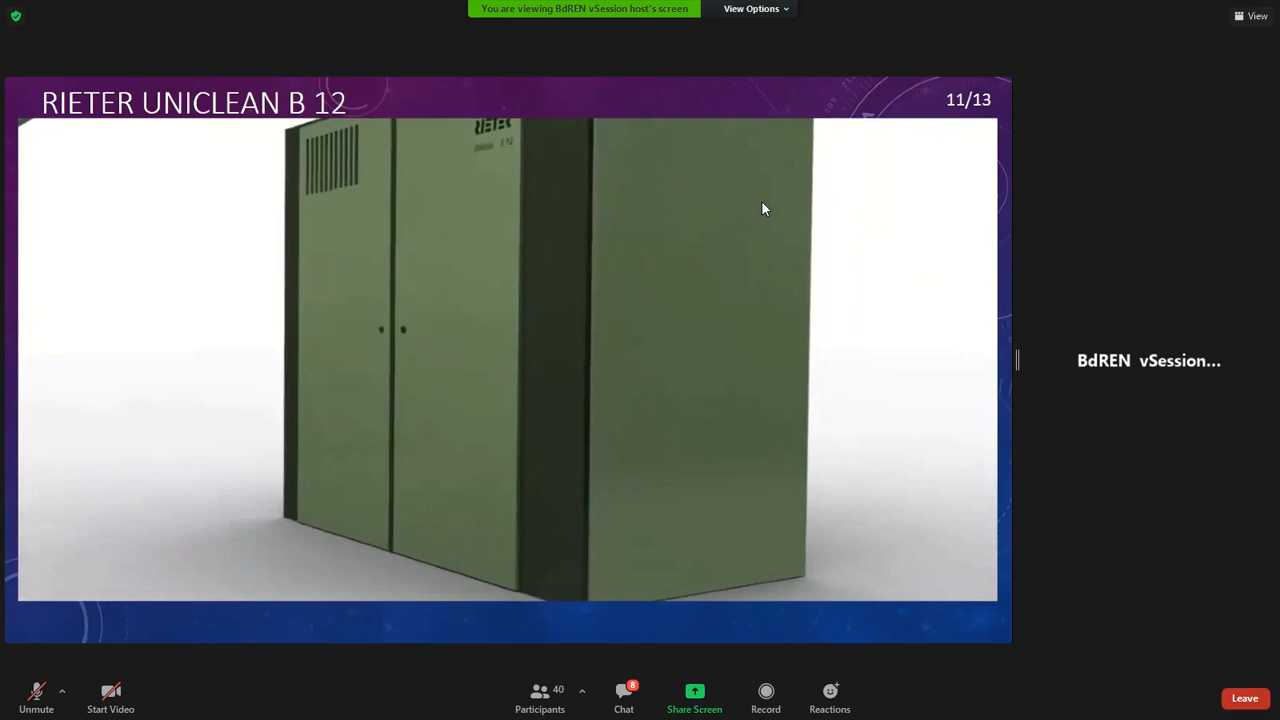 You are viewing BdREN vSession host's screen
View Options
View
RIETER UNICLEAN B 12
11/13
RIETER
BdREN vSession...
Unmute
Start Video
40
Participants
8
Chat
Share Screen
Record
Reactions
Leave